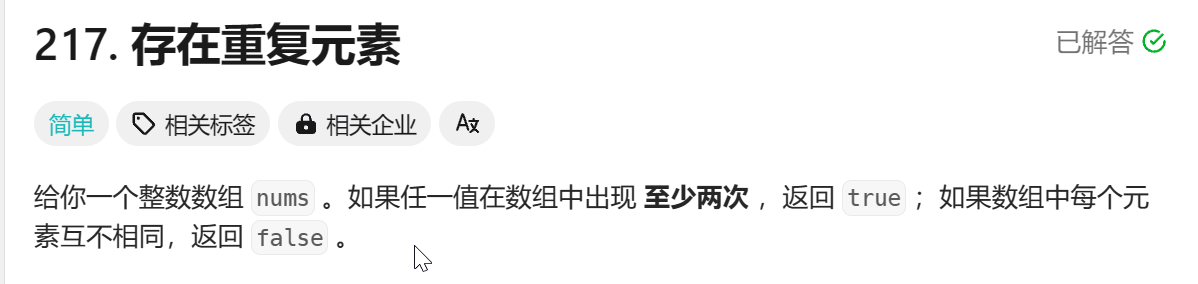 217. 存在重复元素
已解答
简单 相关标签 相关企业
给你一个整数数组 nums 。如果任一值在数组中出现 至少两次 ，返回 true ；如果数组中每个元
素互不相同，返回 false 。